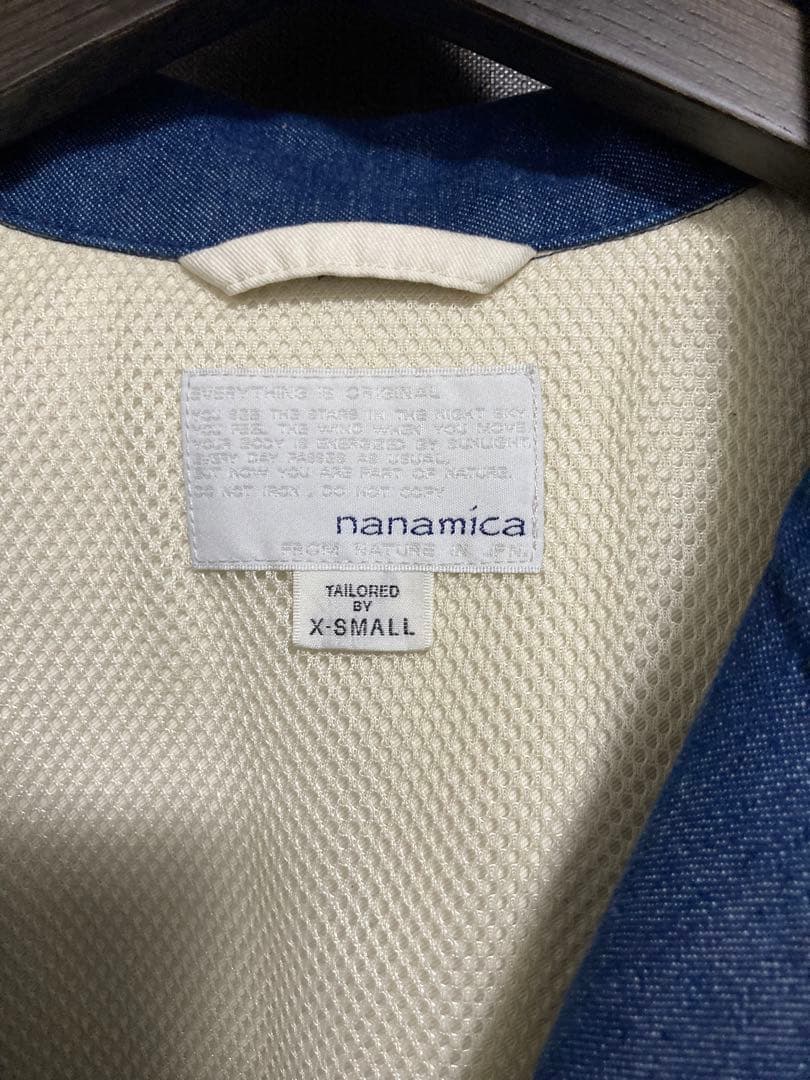 EVERYTHING IS ORIGINAL
YOU SEE THE STARS IN THE NIGHT SKY
YOU FEEL THE WIND WHEN YOU MOVE
YOUR BODY IS ENERGIZED BY SUNLIGHT.
EVERY DAY PASSES AS USUAL,
BUT NOW YOU ARE PART OF NATURE.
DO NOT IRON, DO NOT COPY
nanamica
FROM NATURE IN JPN.
TAILORED
BY
X-SMALL